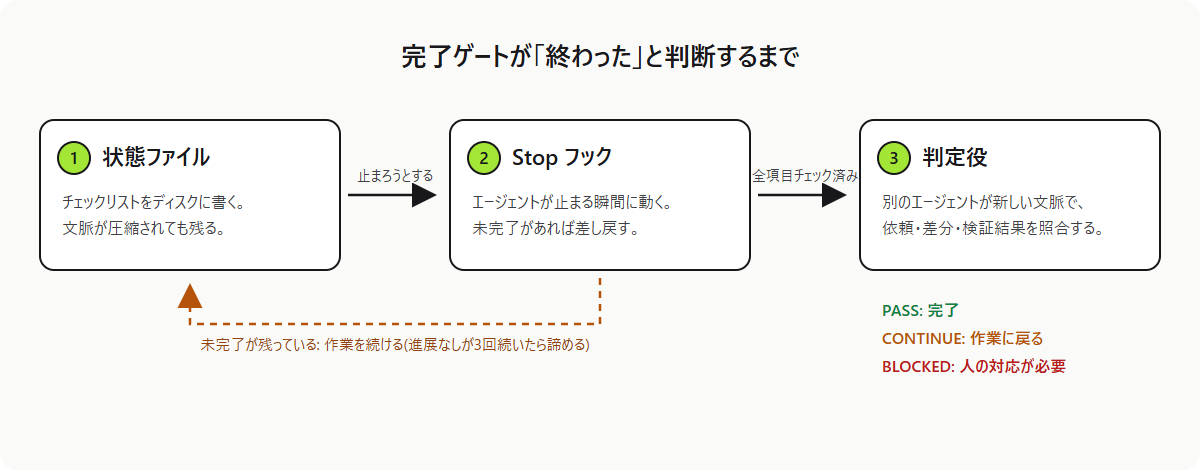 完了ゲートが「終わった」と判断するまで
1 状態ファイル
チェックリストをディスクに書く。
文脈が圧縮されても残る。
止まろうとする
2 Stop フック
エージェントが止まる瞬間に動く。
未完了があれば差し戻す。
全項目チェック済み
3 判定役
別のエージェントが新しい文脈で、
依頼・差分・検証結果を照合する。
未完了が残っている: 作業を続ける(進展なしが3回続いたら諦める)
PASS: 完了
CONTINUE: 作業に戻る
BLOCKED: 人の対応が必要